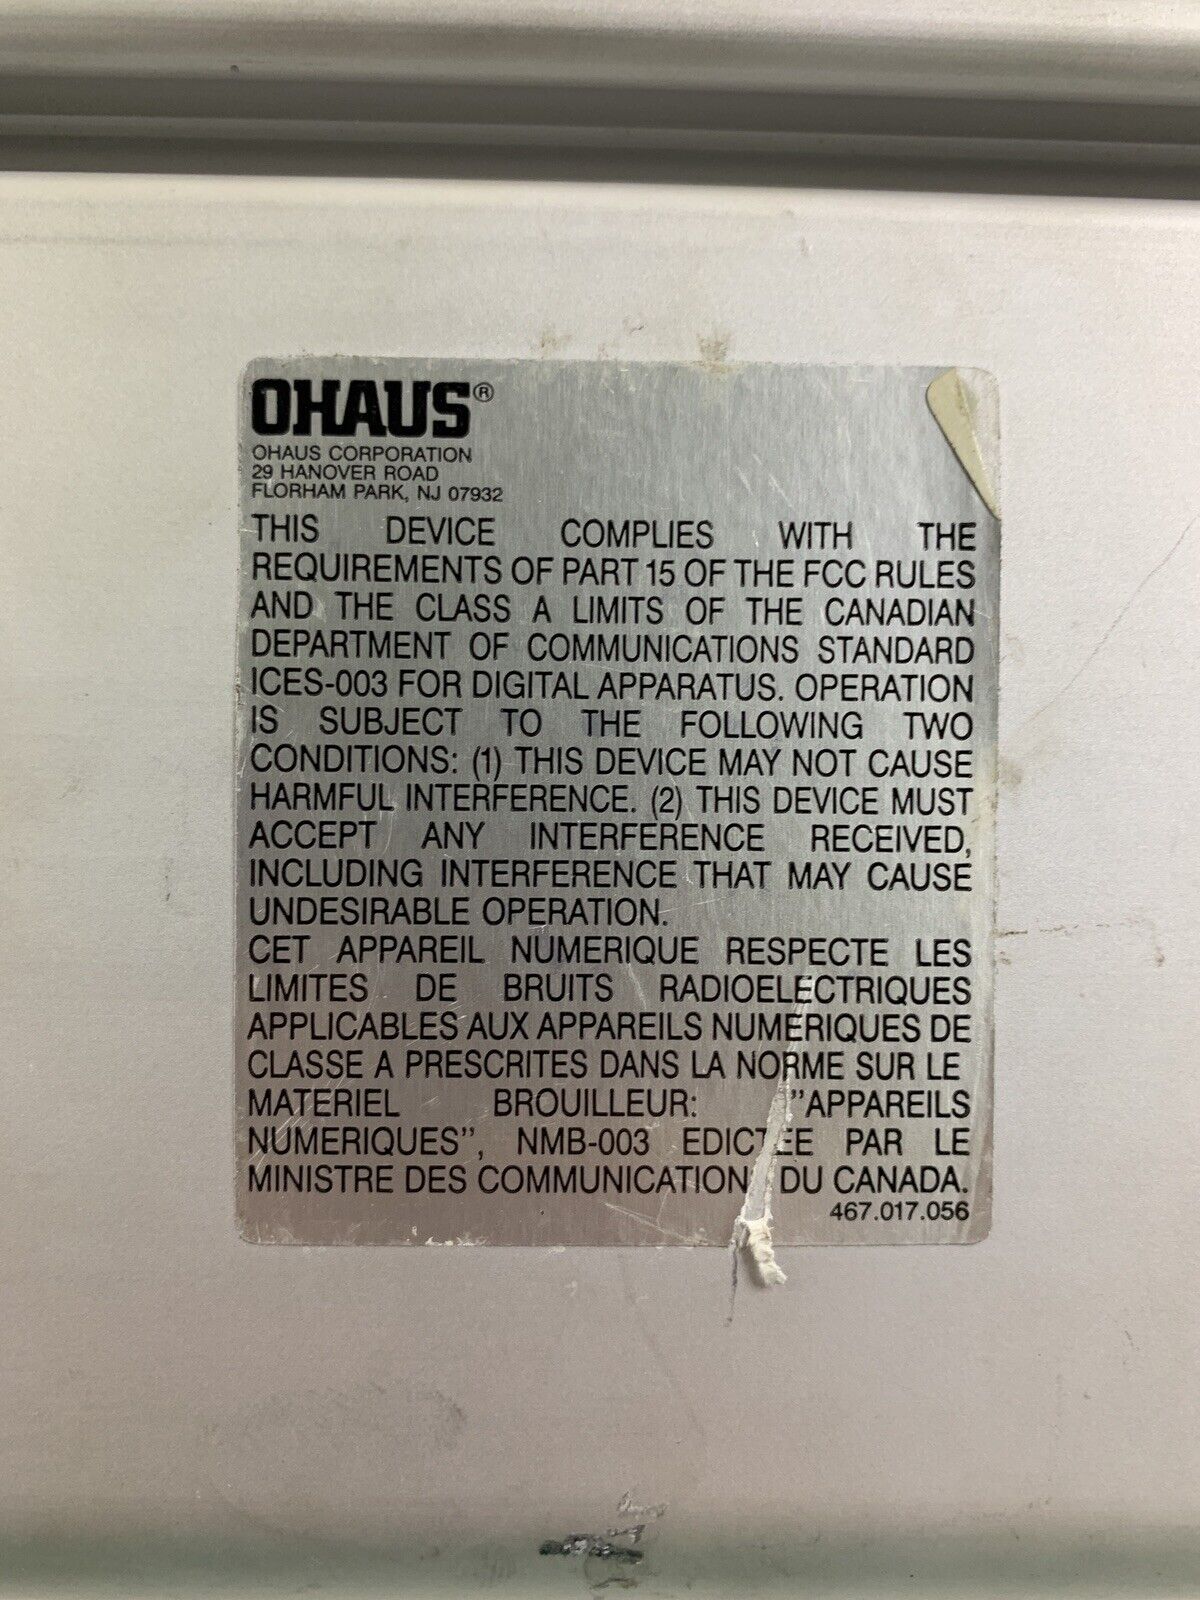 OHAUS®
OHAUS CORPORATION
29 HANOVER ROAD
FLORHAM PARK, NJ 07932
THIS DEVICE COMPLIES WITH THE
REQUIREMENTS OF PART 15 OF THE FCC RULES
AND THE CLASS A LIMITS OF THE CANADIAN
DEPARTMENT OF COMMUNICATIONS STANDARD
ICES-003 FOR DIGITAL APPARATUS. OPERATION
IS SUBJECT TO THE FOLLOWING TWO
CONDITIONS: (1) THIS DEVICE MAY NOT CAUSE
HARMFUL INTERFERENCE. (2) THIS DEVICE MUST
ACCEPT ANY INTERFERENCE RECEIVED,
INCLUDING INTERFERENCE THAT MAY CAUSE
UNDESIRABLE OPERATION.
CET APPAREIL NUMERIQUE RESPECTE LES
LIMITES DE BRUITS RADIOELECTRIQUES
APPLICABLES AUX APPAREILS NUMERIQUES DE
CLASSE A PRESCRITES DANS LA NORME SUR LE
MATERIEL BROUILLEUR: "APPAREILS
NUMERIQUES", NMB-003 EDICTEE PAR LE
MINISTRE DES COMMUNICATION DU CANADA.
467.017.056